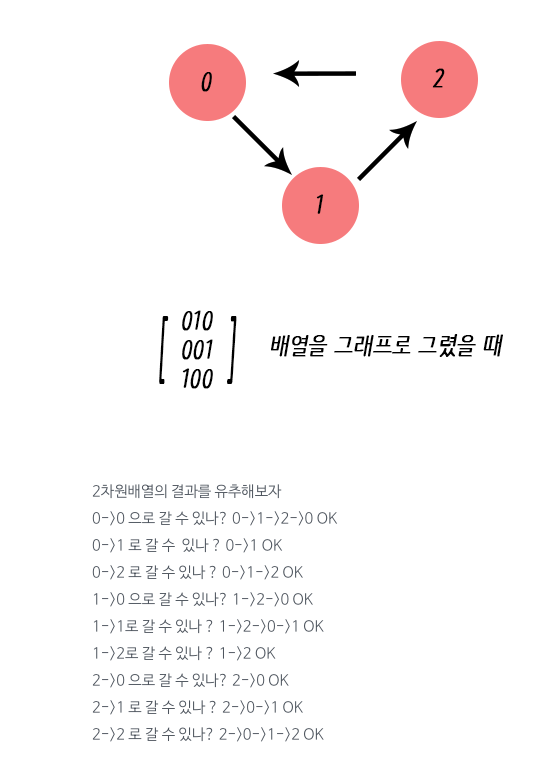 0
2
1
010
001
100
배열을 그래프로 그렸을 때
2차원배열의 결과를 유추해보자
0->0 으로 갈 수 있나? 0->1->2->0 OK
0->1 로 갈 수 있나 ? 0->1 OK
0->2 로 갈 수 있나 ? 0->1->2 OK
1->0 으로 갈 수 있나? 1->2->0 OK
1->1로 갈 수 있나 ? 1->2->0->1 OK
1->2로 갈 수 있나 ? 1->2 OK
2->0 으로 갈 수 있나? 2->0 OK
2->1 로 갈 수 있나 ? 2->0->1 OK
2->2 로 갈 수 있나? 2->0->1->2 OK